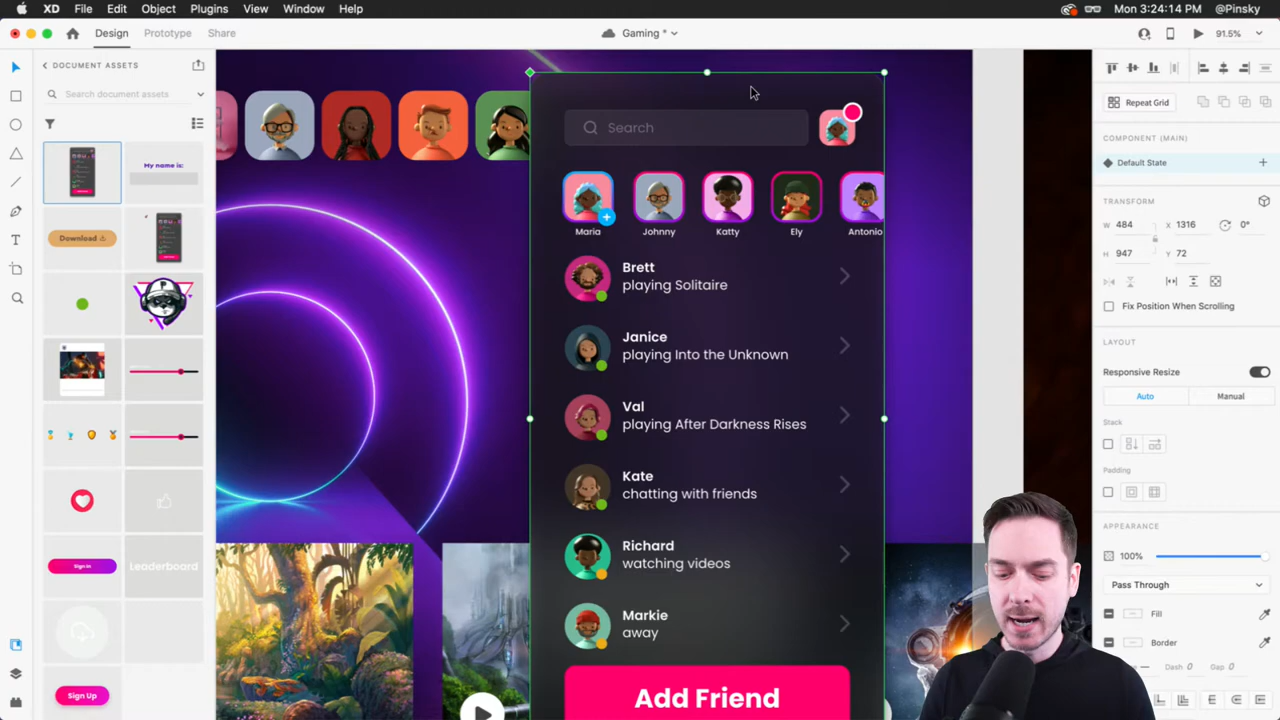 XD File Edit Object Plugins View Window Help
Mon 3:24:14 PM @Pinsky
Design Prototype Share
Gaming *
91.5%
DOCUMENT ASSETS
Search document assets
My name is:
Download
Sign In
Leaderboard
Sign Up
Search
Maria Johnny Katty Ely Antonio
Brett
playing Solitaire
Janice
playing Into the Unknown
Val
playing After Darkness Rises
Kate
chatting with friends
Richard
watching videos
Markie
away
Add Friend
Repeat Grid
COMPONENT (MAIN)
Default State
TRANSFORM
W 484 X 1316 0°
H 947 Y 72
Fix Position When Scrolling
LAYOUT
Responsive Resize
Auto Manual
Stack
Padding
APPEARANCE
100%
Pass Through
Fill
Border
Dash 0 Gap 0